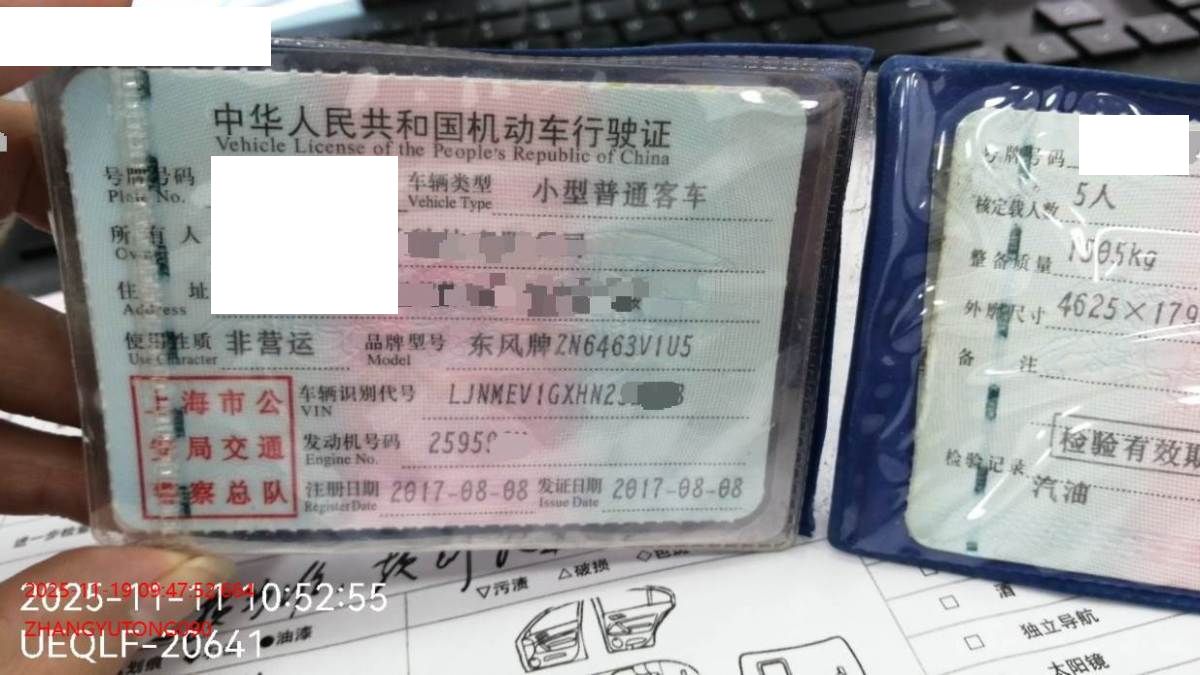 中华人民共和国机动车行驶证
Vehicle License of the People's Republic of China
号牌号码
Plate No.
车辆类型 小型普通客车
Vehicle Type
所有人
住址
Address
使用性质 非营运
Use Character
品牌型号 东风牌ZN6463V1U5
Model
上海市公
安局交通
警察总队
车辆识别代号 LJNMEV1GXHN2
VIN
发动机号码 2595
Engine No.
注册日期 2017-08-08
Register Date
发证日期 2017-08-08
Issue Date
号牌号码
核定载人数 5人
整备质量
外廓尺寸 4625×179
备注
检验有效期
检验记录
汽油
2025-11-11 10:52:55
UEQLF-20641
2025-11-19 09:47:52
ZHANGYUTONG090
▽污渍
△破损
●油漆
划痕
独立导航
太阳镜